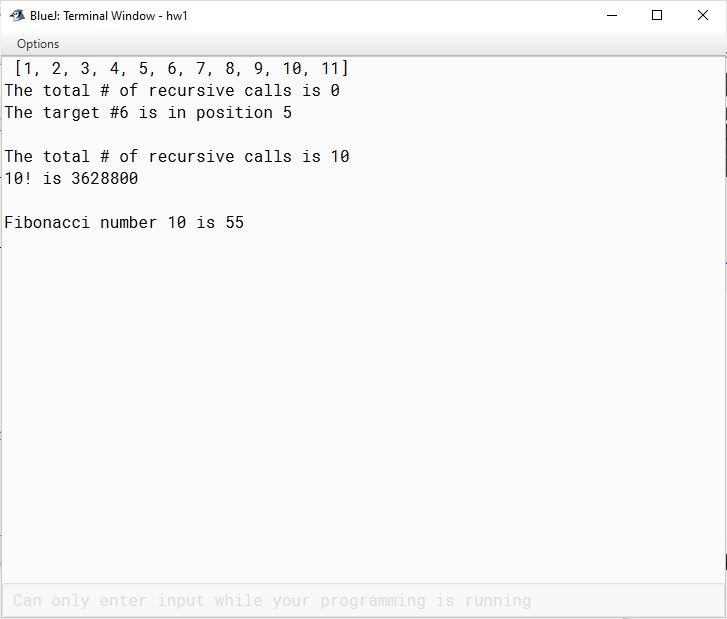 BlueJ: Terminal Window - hw1
Options
[1, 2, 3, 4, 5, 6, 7, 8, 9, 10, 11]
The total # of recursive calls is 0
The target #6 is in position 5
The total # of recursive calls is 10
10! is 3628800
Fibonacci number 10 is 55
Can only enter input while your programming is running